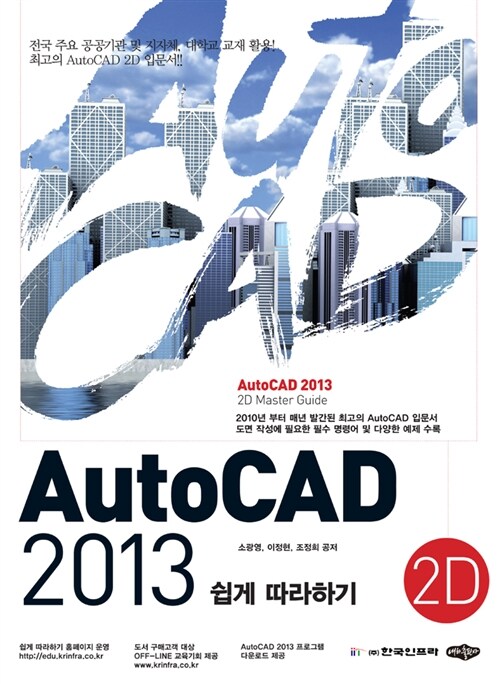 전국 주요 공공기관 및 지자체, 대학교 교재 활용!
최고의 AutoCAD 2D 입문서!!
Auto
CAD
AutoCAD 2013
2D Master Guide
2010년 부터 매년 발간된 최고의 AutoCAD 입문서
도면 작성에 필요한 필수 명령어 및 다양한 예제 수록
AutoCAD
2013 쉽게 따라하기
소광영, 이정현, 조정희 공저
2D
쉽게 따라하기 홈페이지 운영
http://edu.krinfra.co.kr
도서 구매고객 대상
OFF-LINE 교육기회 제공
www.krinfra.co.kr
AutoCAD 2013 프로그램
다운로드 제공
(주) 한국인프라